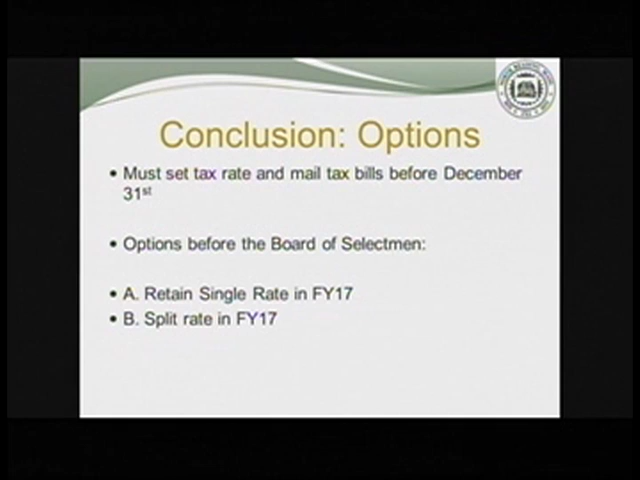 Conclusion: Options
• Must set tax rate and mail tax bills before December
31st
• Options before the Board of Selectmen:
• A. Retain Single Rate in FY17
• B. Split rate in FY17